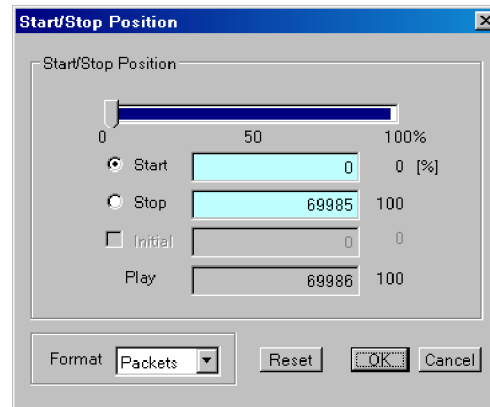 Start/Stop Position
Start/Stop Position
0 50 100%
Start 0 0 [%]
Stop 69985 100
Initial 0 0
Play 69986 100
Format Packets Reset OK Cancel